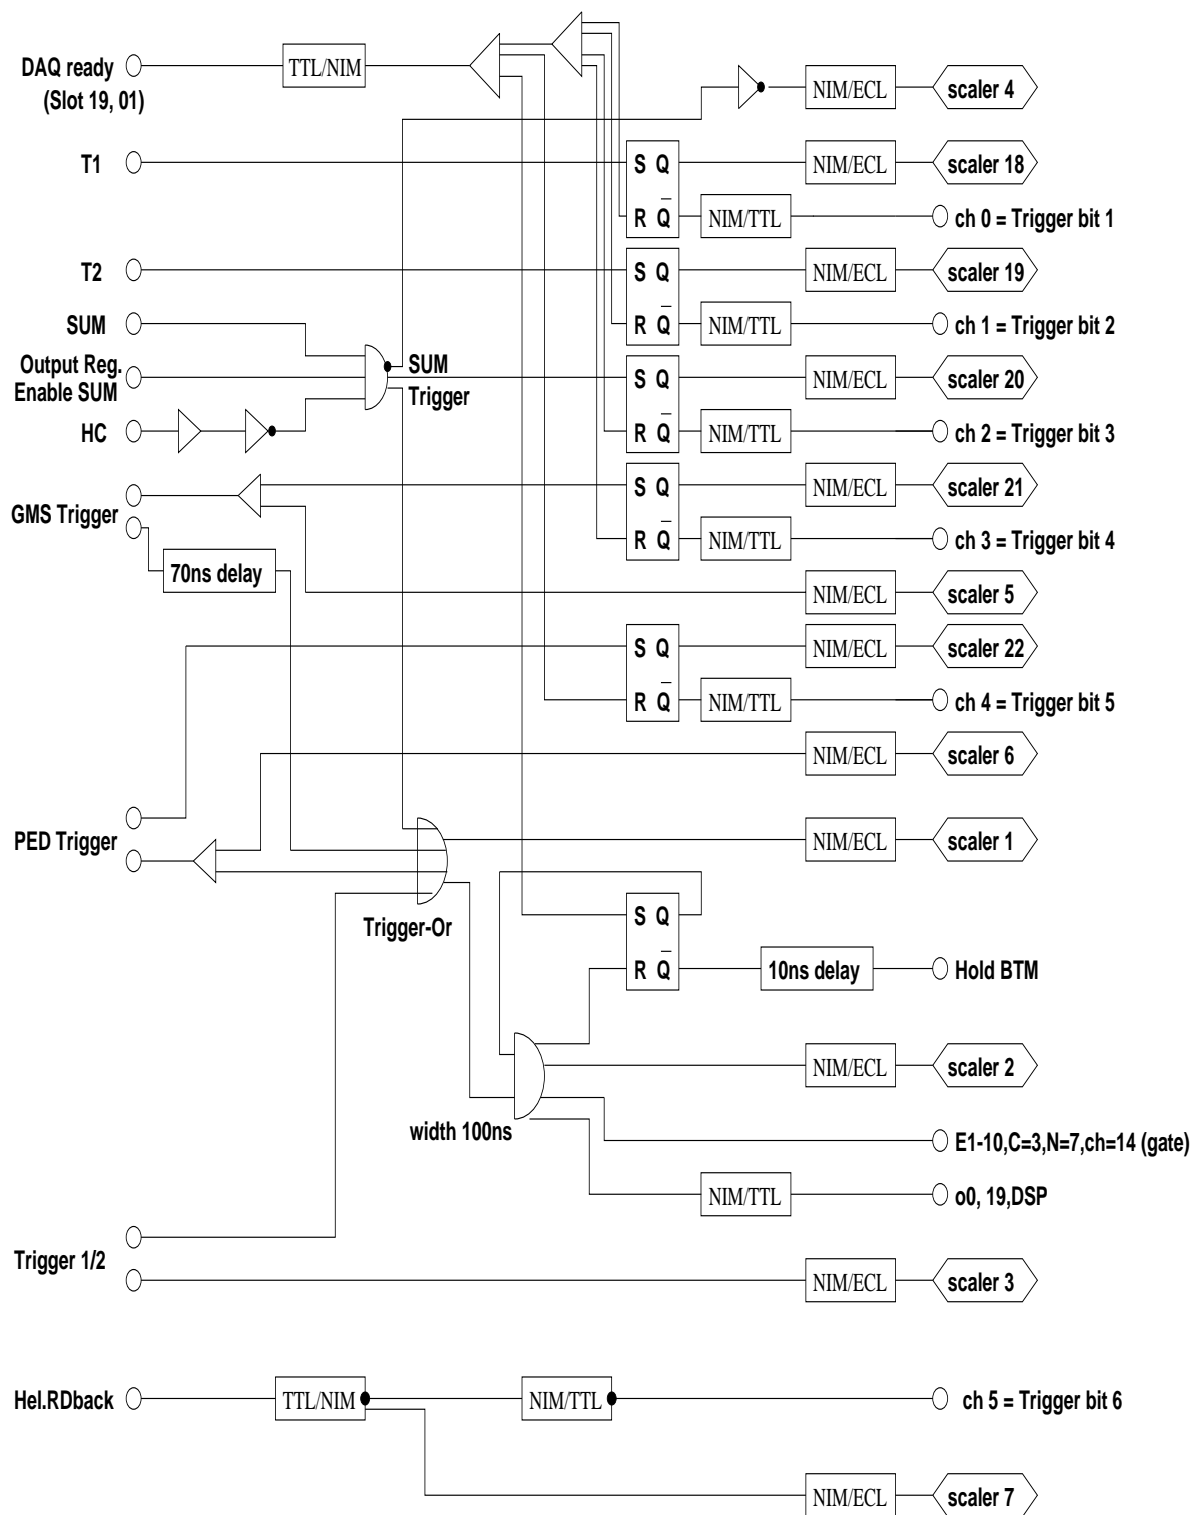 DAQ ready
(Slot 19, 01)
TTL/NIM
NIM/ECL
scaler 4
T1
S Q
NIM/ECL
scaler 18
R Q̅
NIM/TTL
ch 0 = Trigger bit 1
T2
S Q
NIM/ECL
scaler 19
SUM
R Q̅
NIM/TTL
ch 1 = Trigger bit 2
Output Reg.
Enable SUM
SUM
Trigger
S Q
NIM/ECL
scaler 20
HC
R Q̅
NIM/TTL
ch 2 = Trigger bit 3
GMS Trigger
S Q
NIM/ECL
scaler 21
R Q̅
NIM/TTL
ch 3 = Trigger bit 4
70ns delay
NIM/ECL
scaler 5
S Q
NIM/ECL
scaler 22
R Q̅
NIM/TTL
ch 4 = Trigger bit 5
NIM/ECL
scaler 6
PED Trigger
NIM/ECL
scaler 1
Trigger-Or
S Q
R Q̅
10ns delay
Hold BTM
NIM/ECL
scaler 2
width 100ns
E1-10,C=3,N=7,ch=14 (gate)
NIM/TTL
o0, 19,DSP
Trigger 1/2
NIM/ECL
scaler 3
Hel.RDback
TTL/NIM
NIM/TTL
ch 5 = Trigger bit 6
NIM/ECL
scaler 7